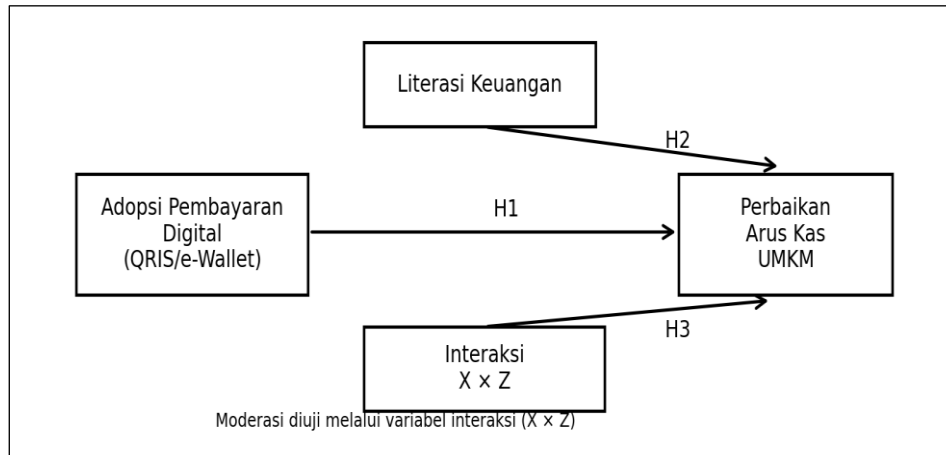 Literasi Keuangan
H2
Adopsi Pembayaran
Digital
(QRIS/e-Wallet)
H1
Perbaikan
Arus Kas
UMKM
H3
Interaksi
X × Z
Moderasi diuji melalui variabel interaksi (X × Z)